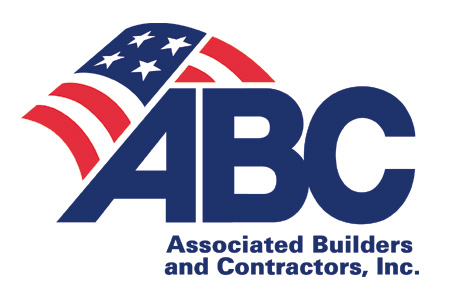 ABC
Associated Builders
and Contractors, Inc.